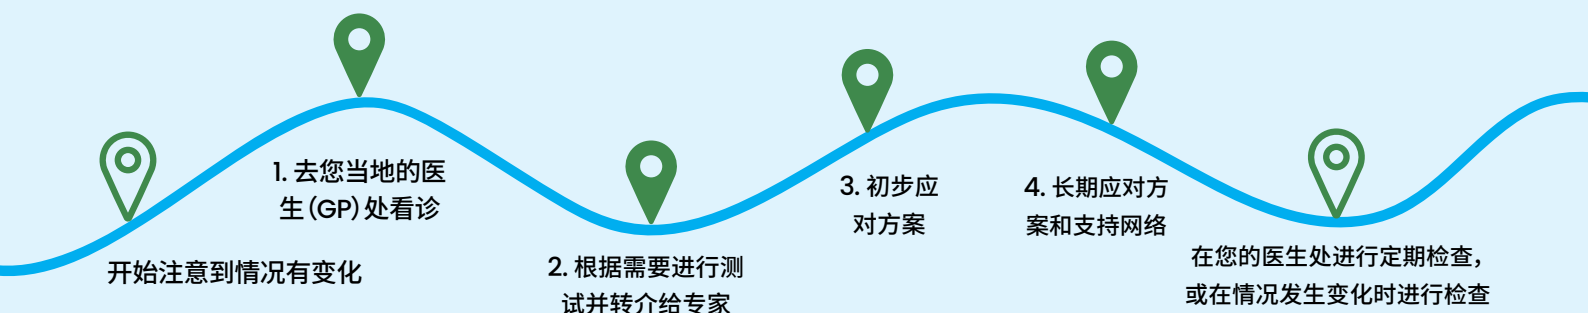 开始注意到情况有变化
1. 去您当地的医
生(GP)处看诊
2. 根据需要进行测
试并转介给专家
3. 初步应
对方案
4. 长期应对方
案和支持网络
在您的医生处进行定期检查，
或在情况发生变化时进行检查